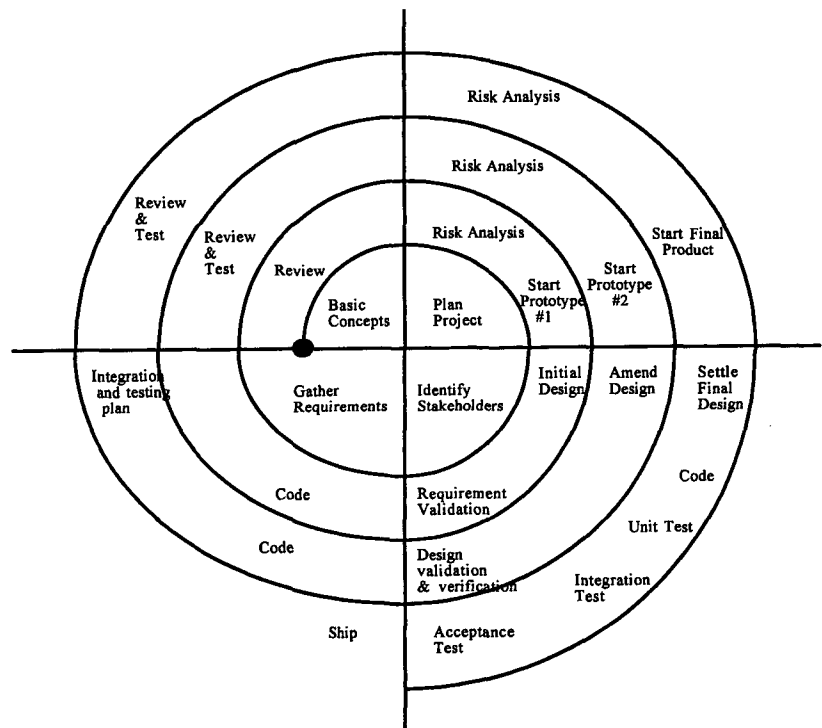 Risk Analysis
Risk Analysis
Review
&
Test
Review
&
Test
Risk Analysis
Start Final
Product
Review
Start
Prototype
#1
Start
Prototype
#2
Basic
Concepts
Plan
Project
Integration
and testing
plan
Gather
Requirements
Identify
Stakeholders
Initial
Design
Amend
Design
Settle
Final
Design
Code
Requirement
Validation
Code
Code
Unit Test
Design
validation
& verification
Integration
Test
Ship
Acceptance
Test